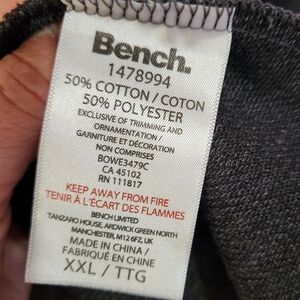 Bench.
1478994
50% COTTON / COTON
50% POLYESTER
EXCLUSIVE OF TRIMMING AND
ORNAMENTATION/
GARNITURE ET DÉCORATION
NON COMPRISES
BOWE3479C
CA 45102
RN 111817
KEEP AWAY FROM FIRE
TENIR À L'ÉCART DES FLAMMES
BENCH LIMITED
TANZARO HOUSE, ARDWICK GREEN NORTH
MANCHESTER, M12 6FZ, UK
MADE IN CHINA/
FABRIQUÉ EN CHINE
XXL / TTG